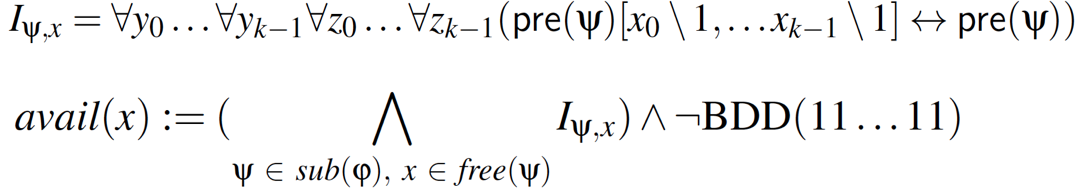 I_{ψ,x} = ∀y_0 … ∀y_{k−1}∀z_0 … ∀z_{k−1}(pre(ψ)[x_0 \ 1, … x_{k−1} \ 1] ↔ pre(ψ))
avail(x) := ( ⋀_{ψ ∈ sub(φ), x ∈ free(ψ)} I_{ψ,x}) ∧ ¬BDD(11 … 11)